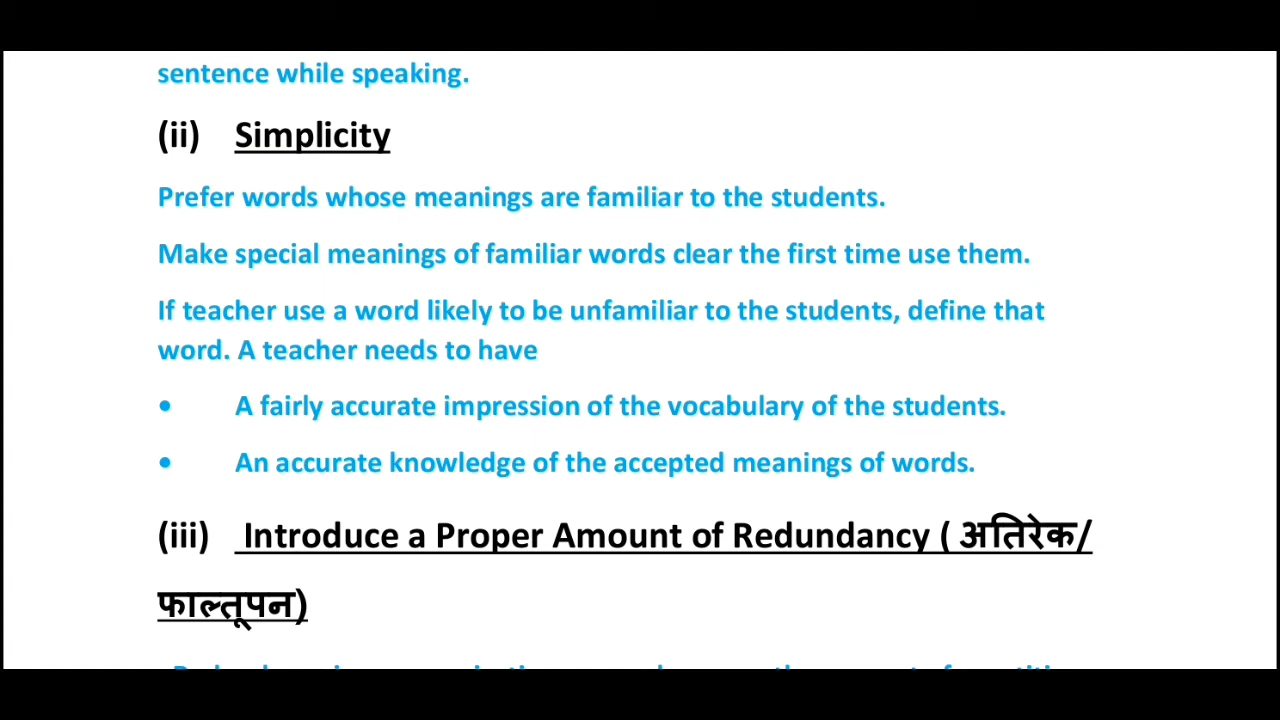 sentence while speaking.
(ii) Simplicity
Prefer words whose meanings are familiar to the students.
Make special meanings of familiar words clear the first time use them.
If teacher use a word likely to be unfamiliar to the students, define that
word. A teacher needs to have
• A fairly accurate impression of the vocabulary of the students.
• An accurate knowledge of the accepted meanings of words.
(iii) Introduce a Proper Amount of Redundancy ( अतिरेक/
फाल्तूपन)